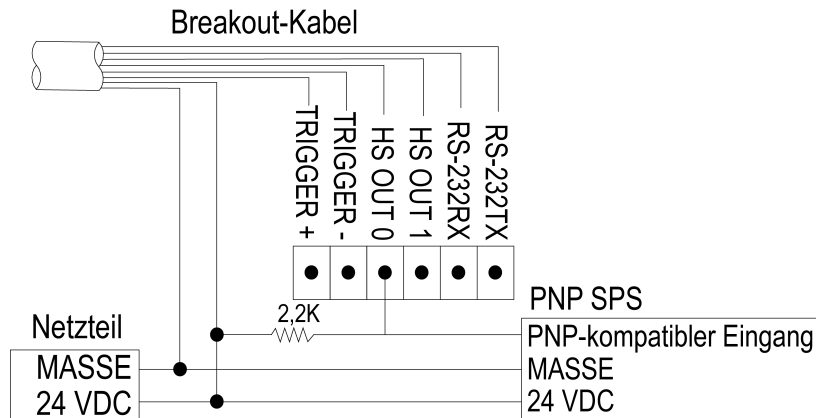 Breakout-Kabel
TRIGGER +
TRIGGER -
HS OUT 0
HS OUT 1
RS-232RX
RS-232TX
2,2K
Netzteil
MASSE
24 VDC
PNP SPS
PNP-kompatibler Eingang
MASSE
24 VDC